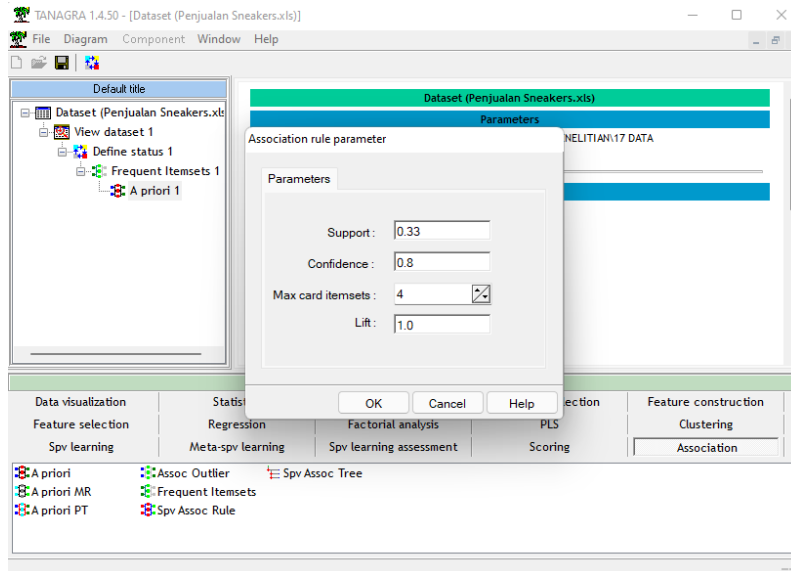 TANAGRA 1.4.50 - [Dataset (Penjualan Sneakers.xls)]
File Diagram Component Window Help
Default title
Dataset (Penjualan Sneakers.xls
View dataset 1
Define status 1
Frequent Itemsets 1
A priori 1
Dataset (Penjualan Sneakers.xls)
Parameters
NELITIAN\17 DATA
Association rule parameter
Parameters
Support : 0.33
Confidence : 0.8
Max card itemsets : 4
Lift : 1.0
OK Cancel Help
Data visualization Statist ection Feature construction
Feature selection Regression Factorial analysis PLS Clustering
Spv learning Meta-spv learning Spv learning assessment Scoring Association
A priori Assoc Outlier Spv Assoc Tree
A priori MR Frequent Itemsets
A priori PT Spv Assoc Rule